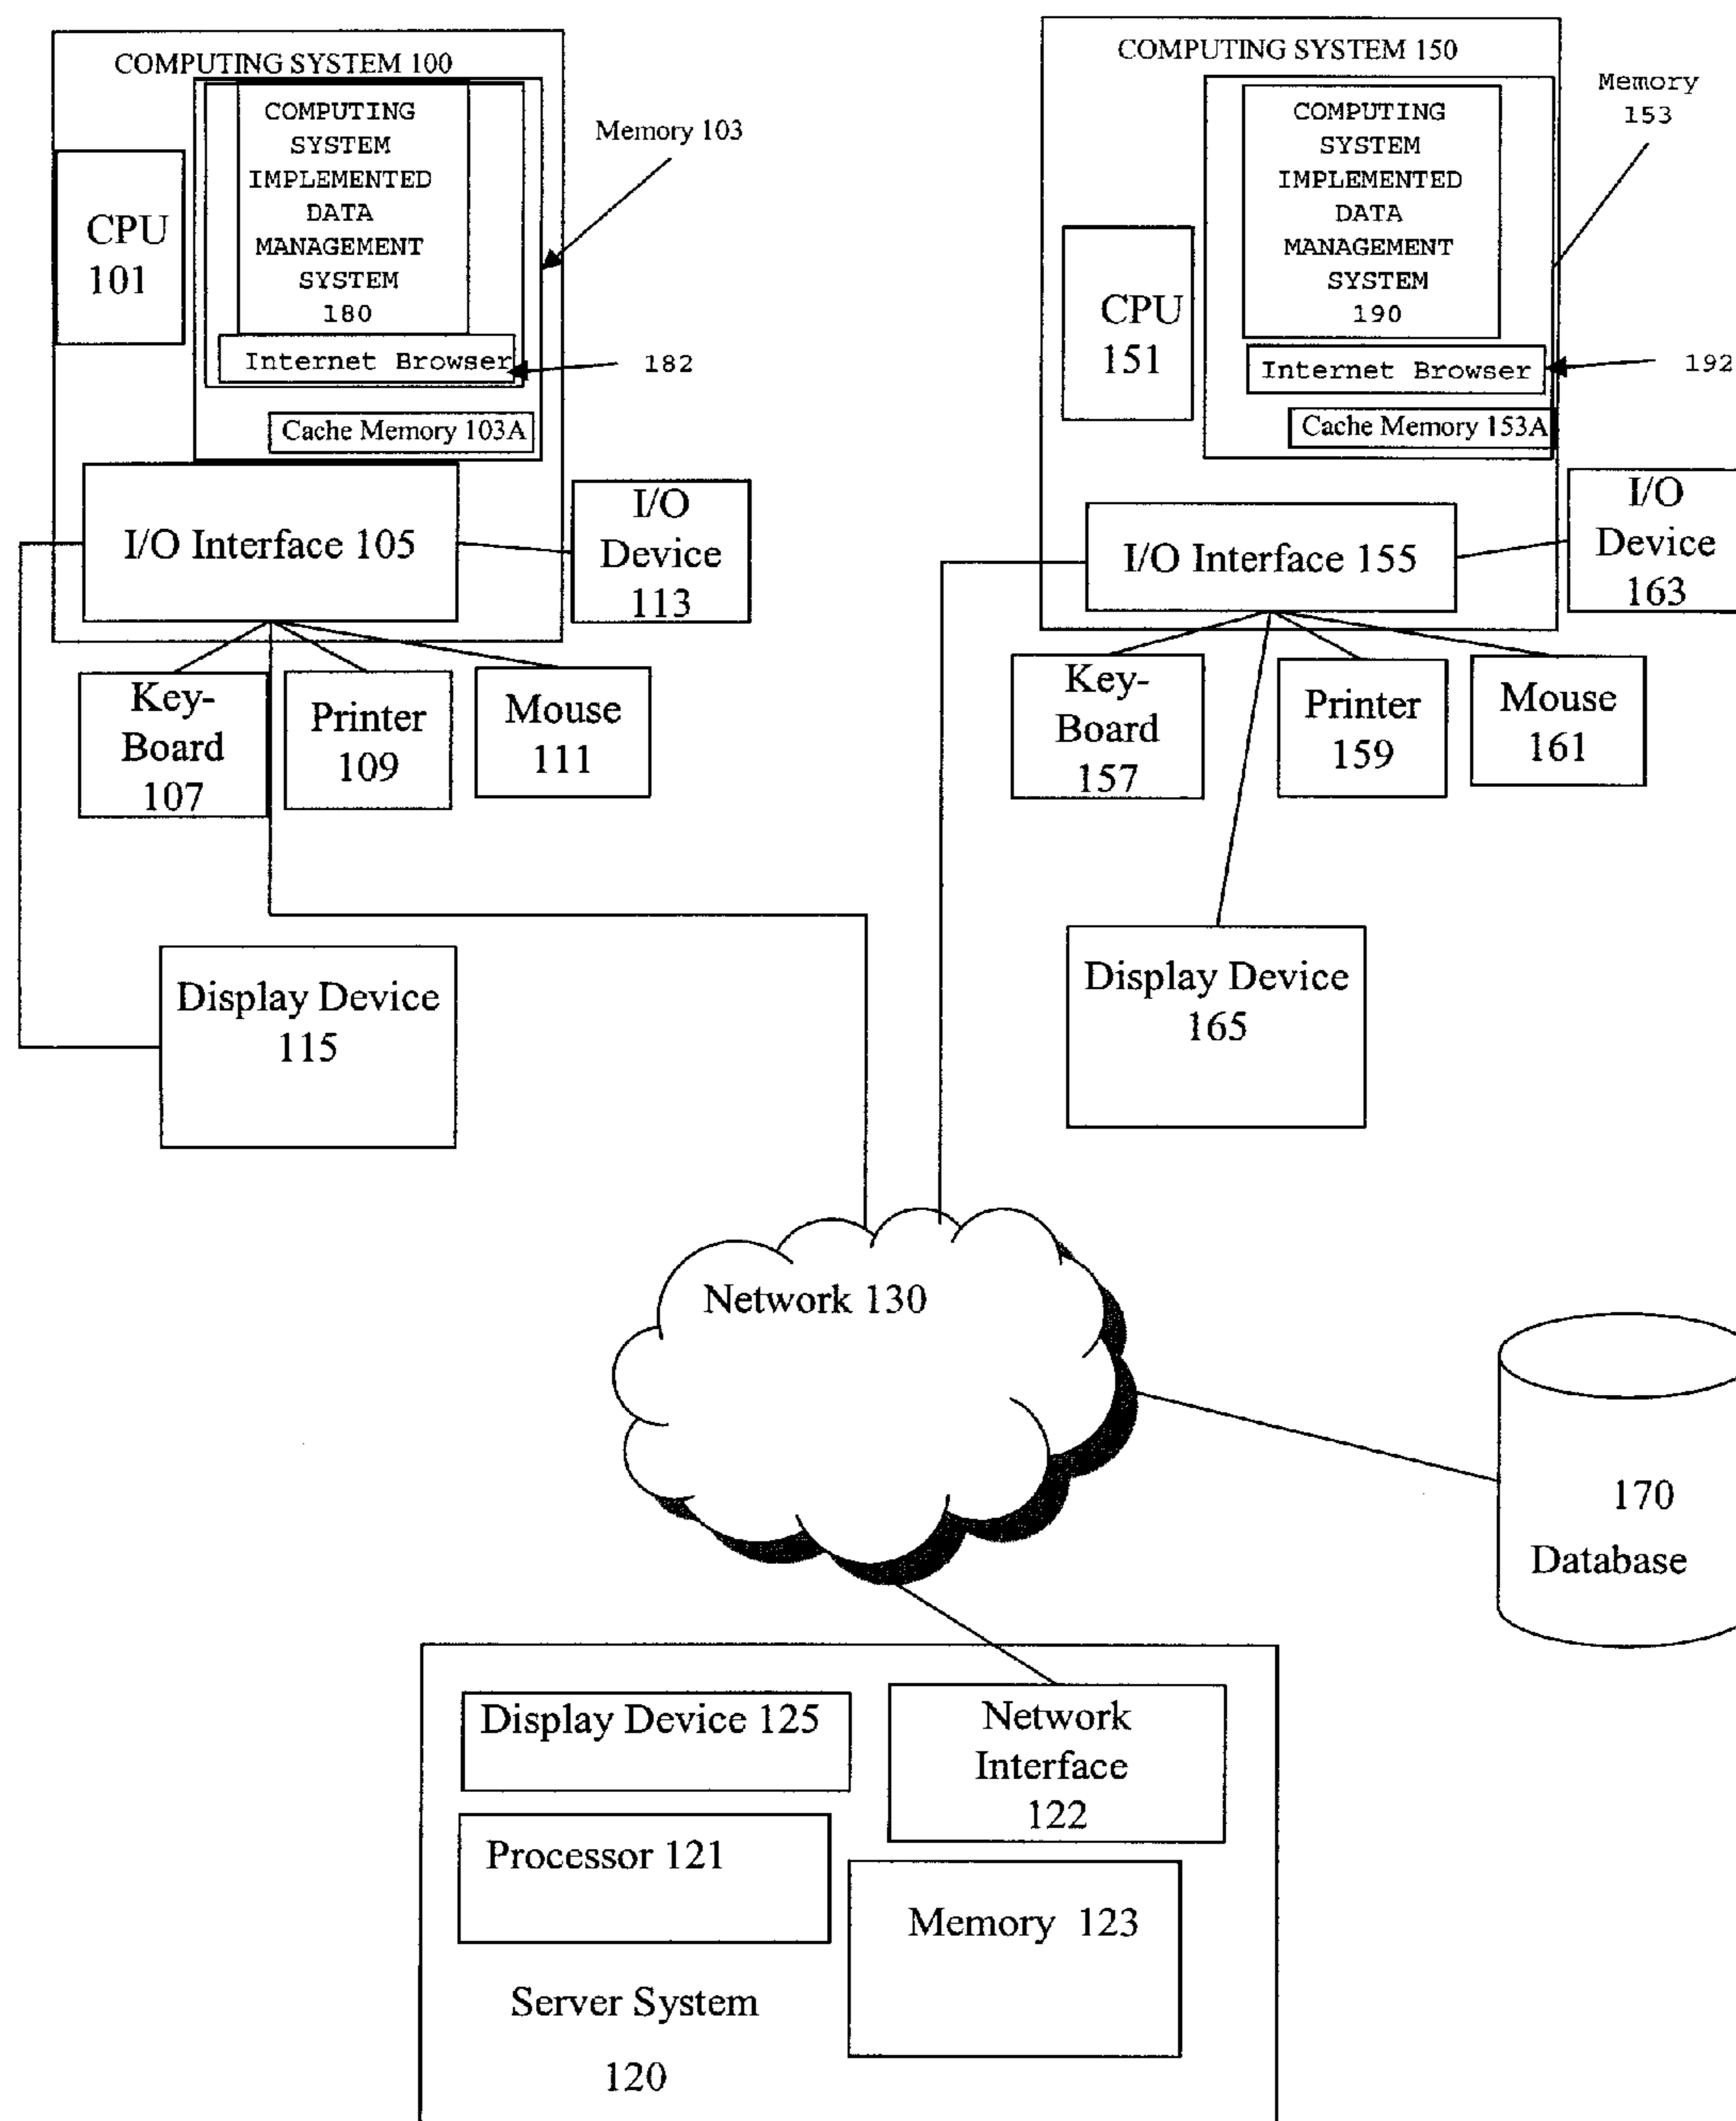 COMPUTING SYSTEM 100
COMPUTING
SYSTEM
IMPLEMENTED
DATA
MANAGEMENT
SYSTEM
180
Internet Browser
182
Cache Memory 103A
Memory 103
CPU
101
I/O Interface 105
I/O
Device
113
Key-
Board
107
Printer
109
Mouse
111
Display Device
115
COMPUTING SYSTEM 150
COMPUTING
SYSTEM
IMPLEMENTED
DATA
MANAGEMENT
SYSTEM
190
Internet Browser
192
Cache Memory 153A
Memory
153
CPU
151
I/O Interface 155
I/O
Device
163
Key-
Board
157
Printer
159
Mouse
161
Display Device
165
Network 130
170
Database
Display Device 125
Network
Interface
122
Processor 121
Memory 123
Server System
120